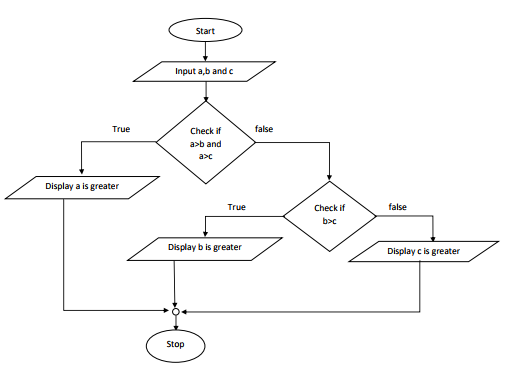 Start
Input a,b and c
Check if
a>b and
a>c
True
false
Display a is greater
Check if
b>c
True
false
Display b is greater
Display c is greater
Stop